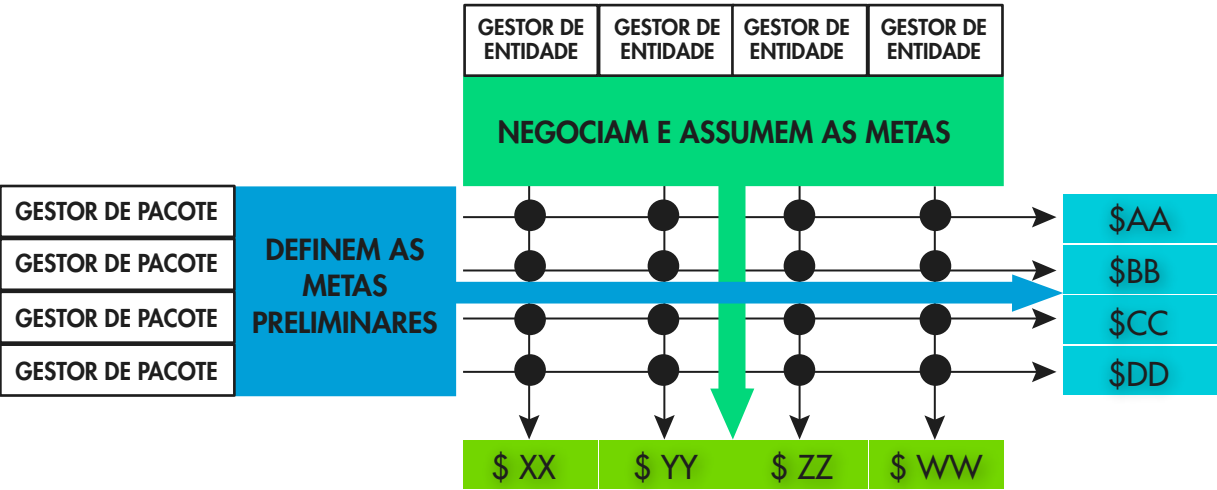 GESTOR DE
ENTIDADE
GESTOR DE
ENTIDADE
GESTOR DE
ENTIDADE
GESTOR DE
ENTIDADE
NEGOCIAM E ASSUMEM AS METAS
GESTOR DE PACOTE
GESTOR DE PACOTE
GESTOR DE PACOTE
GESTOR DE PACOTE
DEFINEM AS
METAS
PRELIMINARES
$AA
$BB
$CC
$DD
$ XX
$ YY
$ ZZ
$ WW